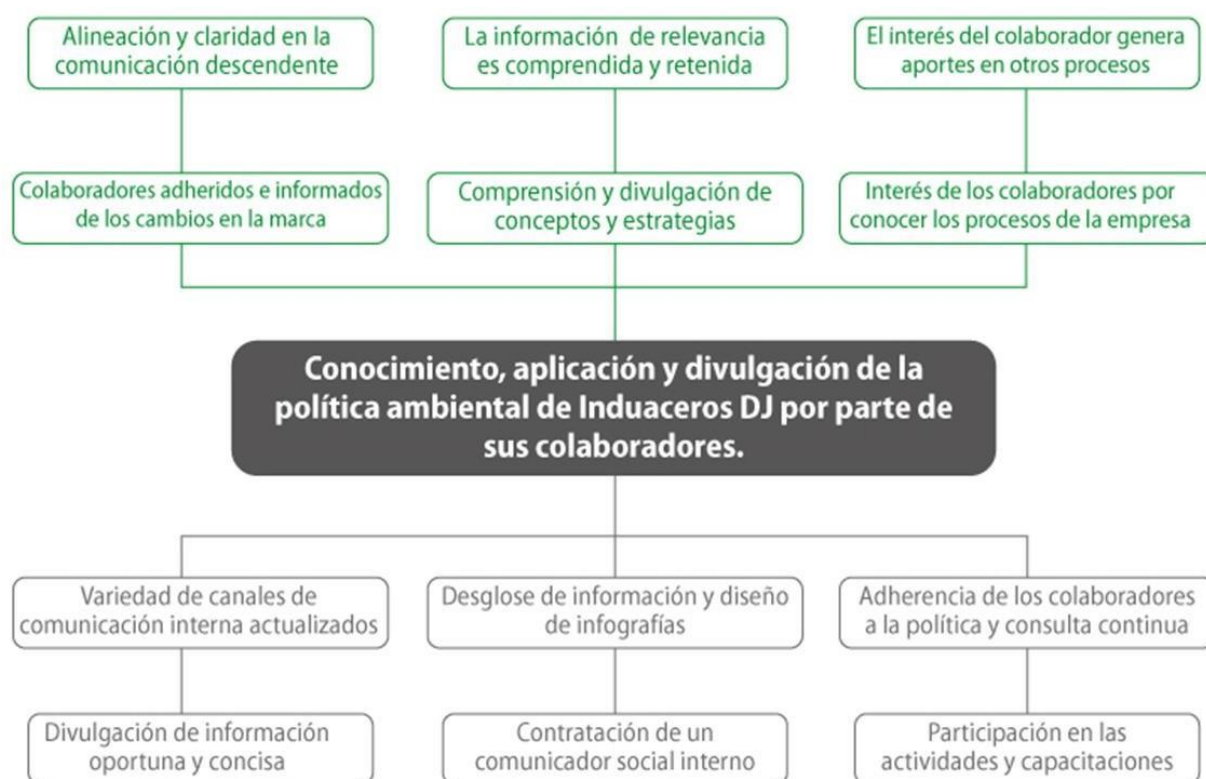 Alineación y claridad en la
comunicación descendente
La información de relevancia
es comprendida y retenida
El interés del colaborador genera
aportes en otros procesos
Colaboradores adheridos e informados
de los cambios en la marca
Comprensión y divulgación de
conceptos y estrategias
Interés de los colaboradores por
conocer los procesos de la empresa
Conocimiento, aplicación y divulgación de la
política ambiental de Induaceros DJ por parte de
sus colaboradores.
Variedad de canales de
comunicación interna actualizados
Desglose de información y diseño
de infografías
Adherencia de los colaboradores
a la política y consulta continua
Divulgación de información
oportuna y concisa
Contratación de un
comunicador social interno
Participación en las
actividades y capacitaciones